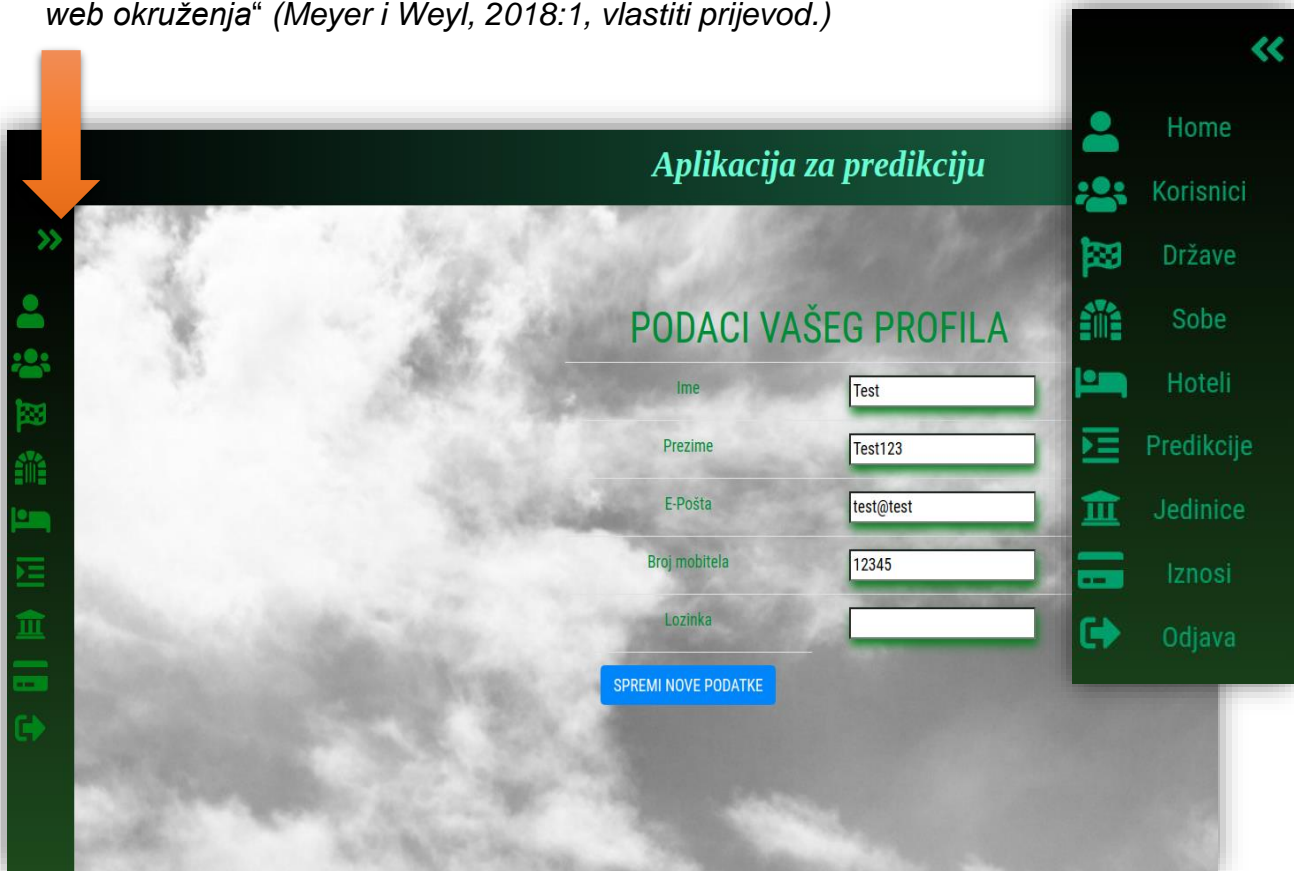 web okruženja“ (Meyer i Weyl, 2018:1, vlastiti prijevod.)
Aplikacija za predikciju
PODACI VAŠEG PROFILA
Ime
Test
Prezime
Test123
E-Pošta
test@test
Broj mobitela
12345
Lozinka
SPREMI NOVE PODATKE
Home
Korisnici
Države
Sobe
Hoteli
Predikcije
Jedinice
Iznosi
Odjava